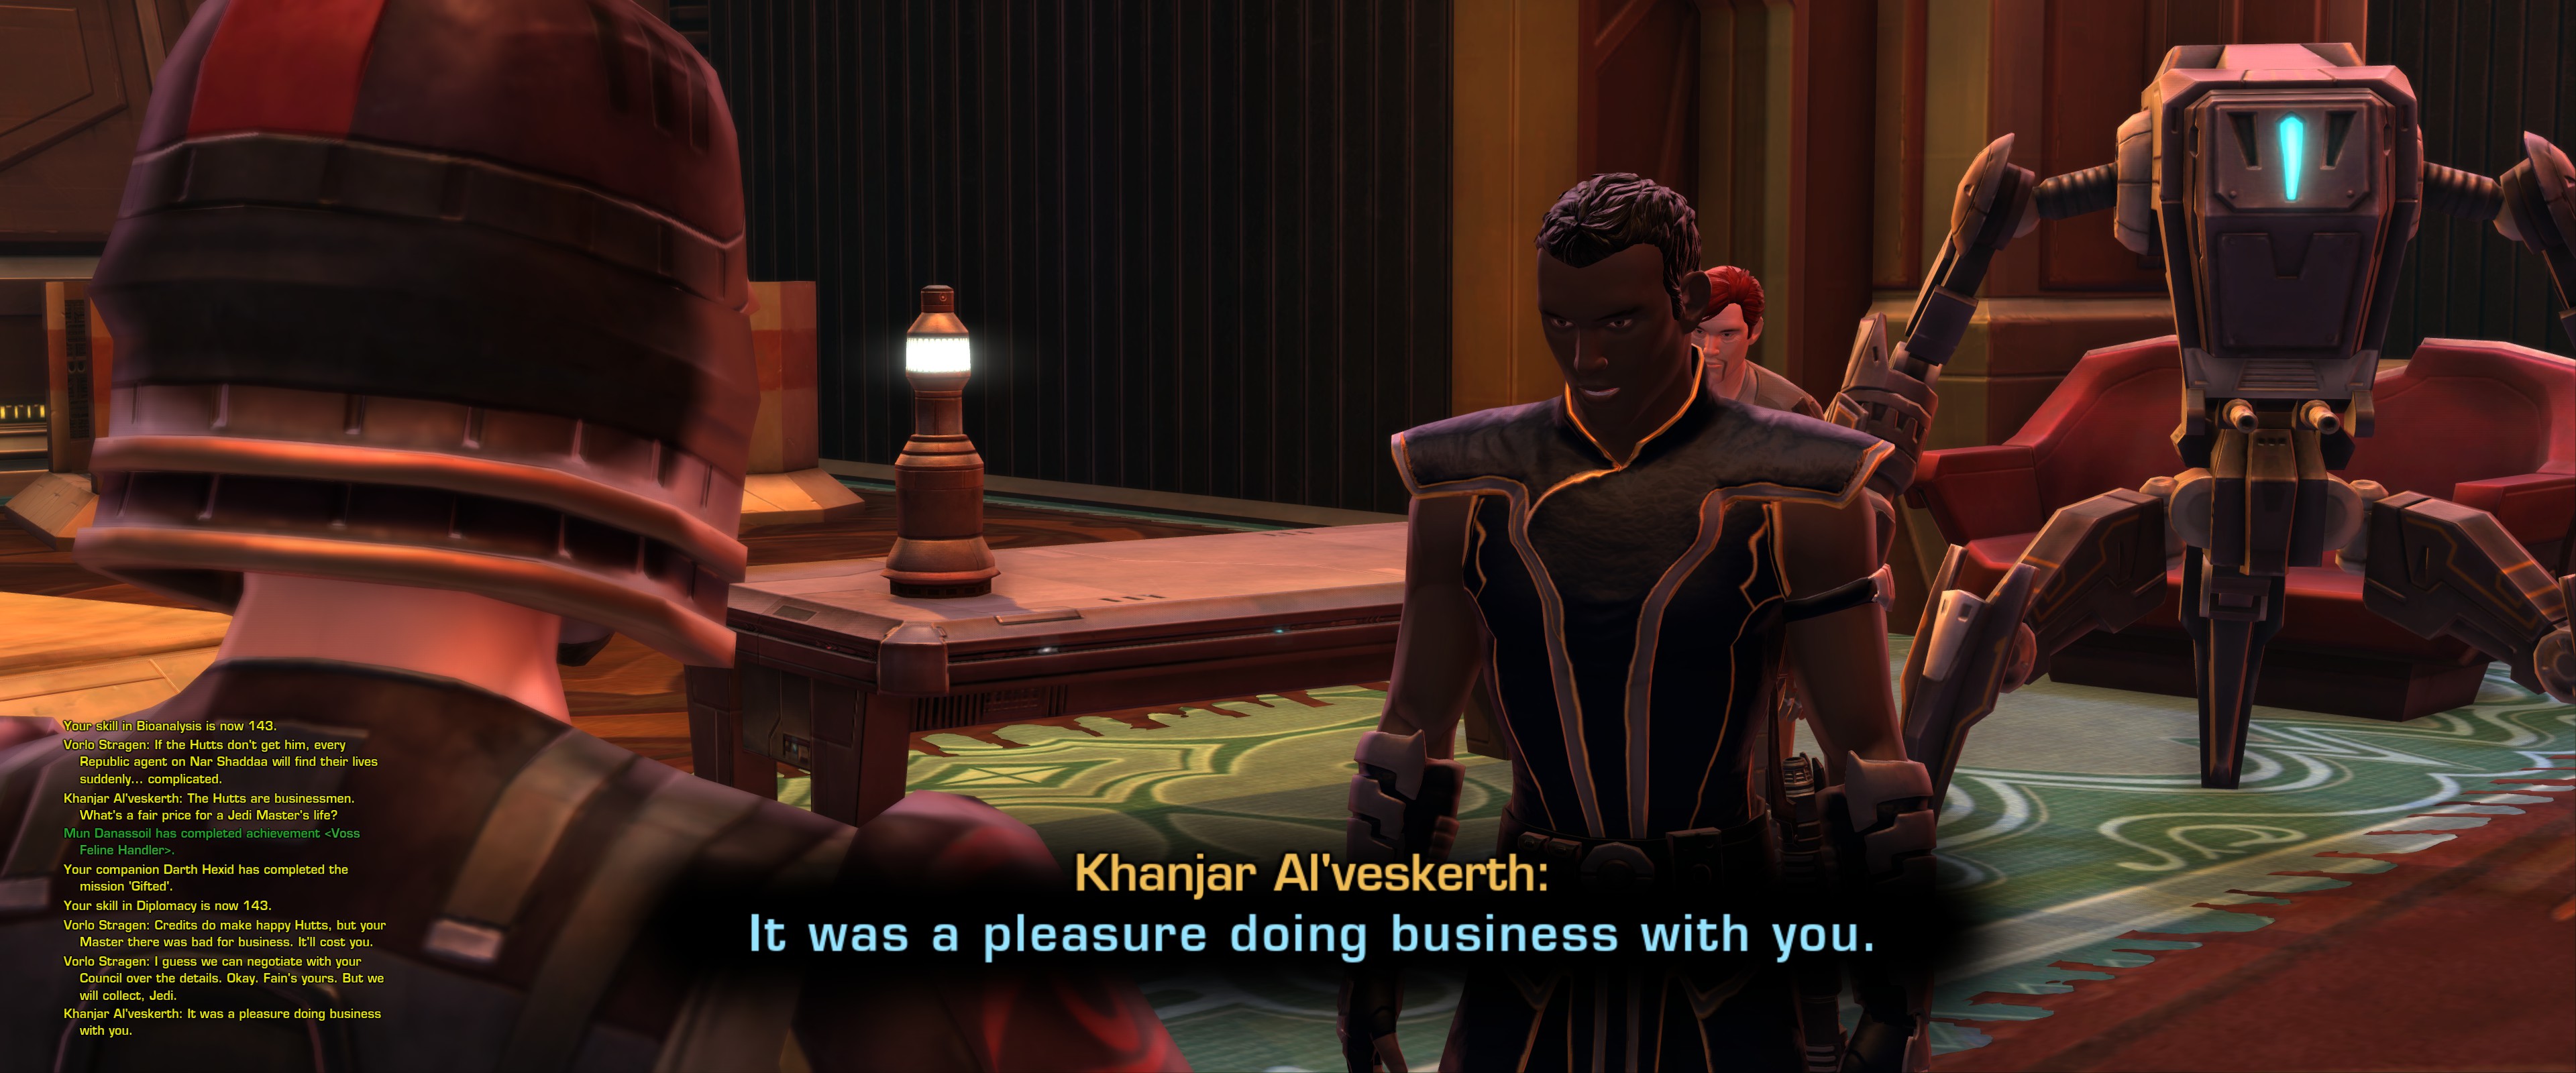 Your skill in Bioanalysis is now 143.
Vorlo Stragen: If the Hutts don't get him, every
Republic agent on Nar Shaddaa will find their lives
suddenly... complicated.
Khanjar Al'veskerth: The Hutts are businessmen.
What's a fair price for a Jedi Master's life?
Mun Danassoil has completed achievement <Voss
Feline Handler>.
Your companion Darth Hexid has completed the
mission 'Gifted'.
Your skill in Diplomacy is now 143.
Vorlo Stragen: Credits do make happy Hutts, but your
Master there was bad for business. It'll cost you.
Vorlo Stragen: I guess we can negotiate with your
Council over the details. Okay. Fain's yours. But we
will collect, Jedi.
Khanjar Al'veskerth: It was a pleasure doing business
with you.
Khanjar Al'veskerth:
It was a pleasure doing business with you.